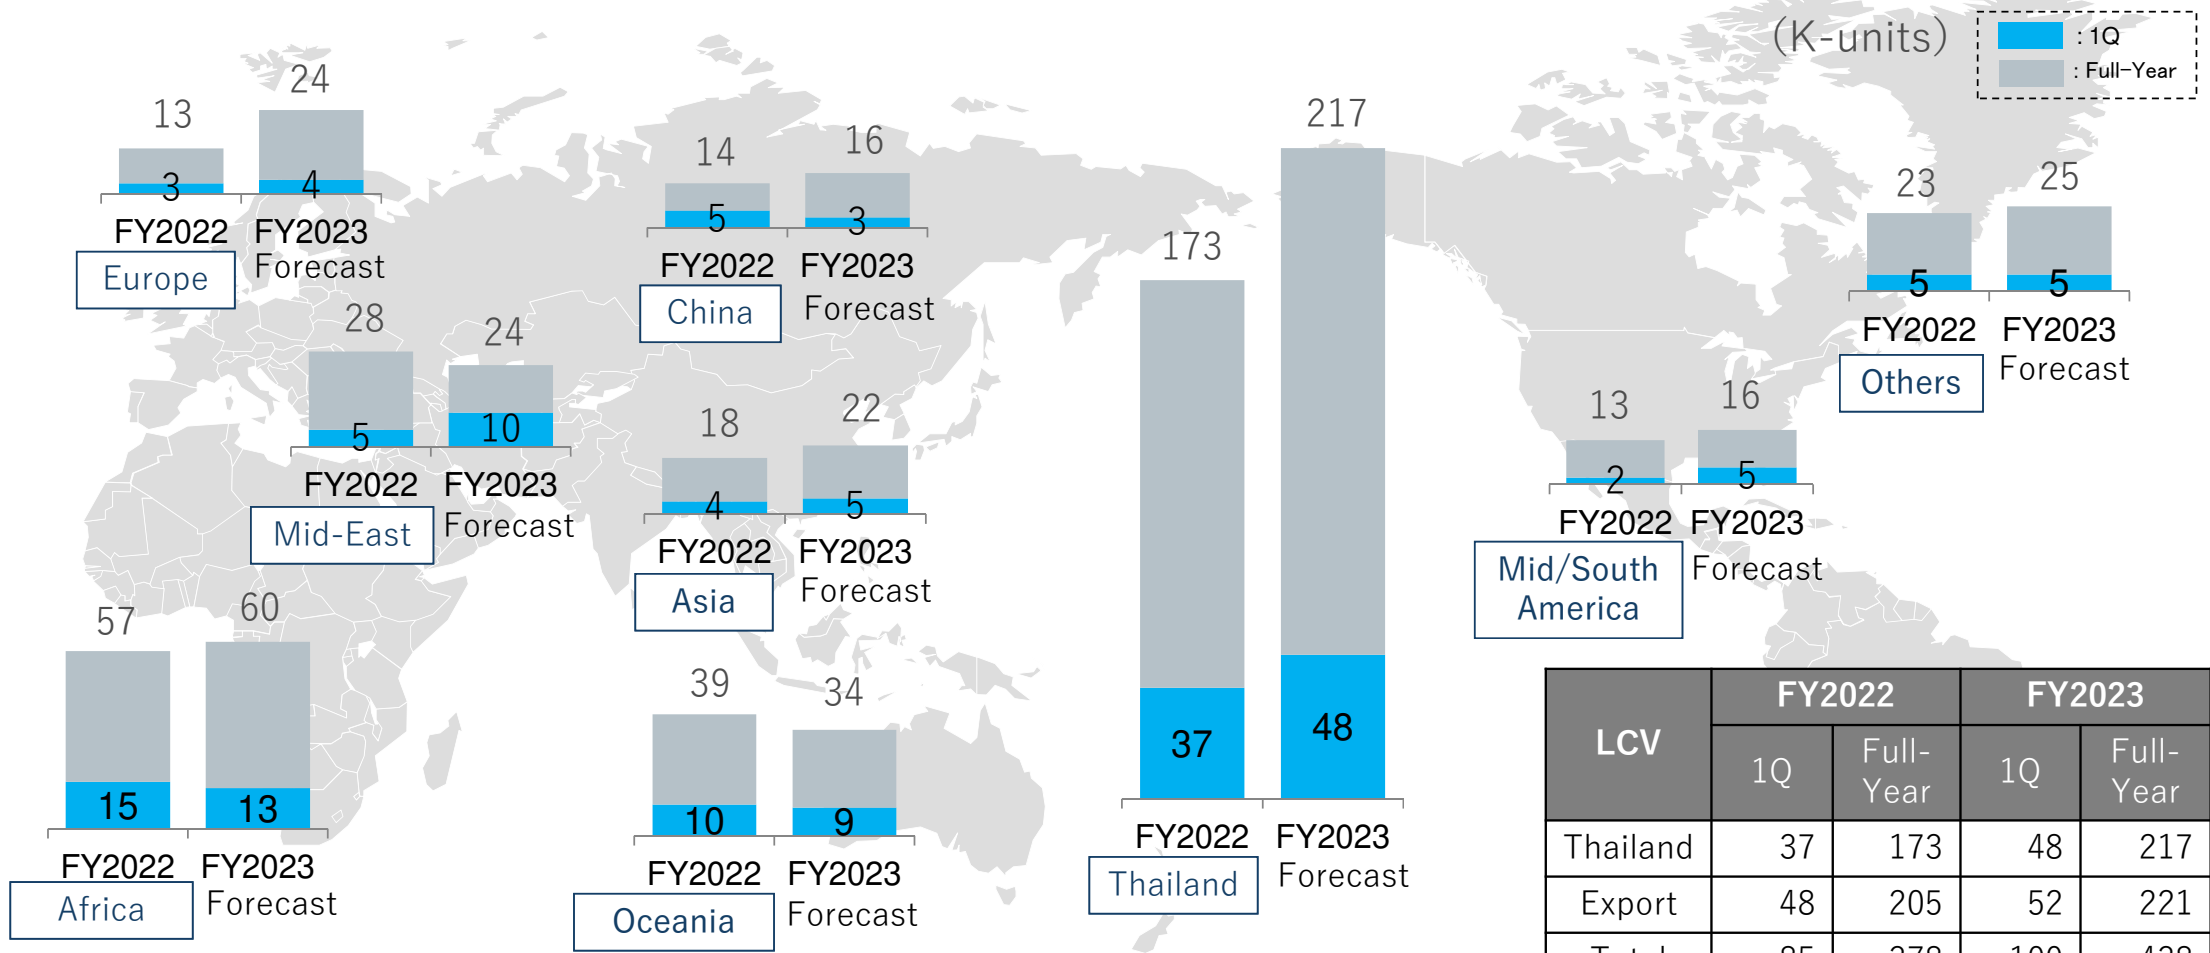 (K-units)
: 1Q
: Full-Year
13
24
3
4
FY2022
FY2023
Forecast
Europe
14
16
5
3
FY2022
FY2023
Forecast
China
28
24
5
10
FY2022
FY2023
Forecast
Mid-East
18
22
4
5
FY2022
FY2023
Forecast
Asia
57
60
15
13
FY2022
FY2023
Forecast
Africa
39
34
10
9
FY2022
FY2023
Forecast
Oceania
173
217
37
48
FY2022
FY2023
Forecast
Thailand
23
25
5
5
FY2022
FY2023
Forecast
Others
13
16
2
5
FY2022
FY2023
Forecast
Mid/South
America
LCV FY2022 FY2023
1Q Full-Year 1Q Full-Year
Thailand 37 173 48 217
Export 48 205 52 221
Total 85 378 100 438